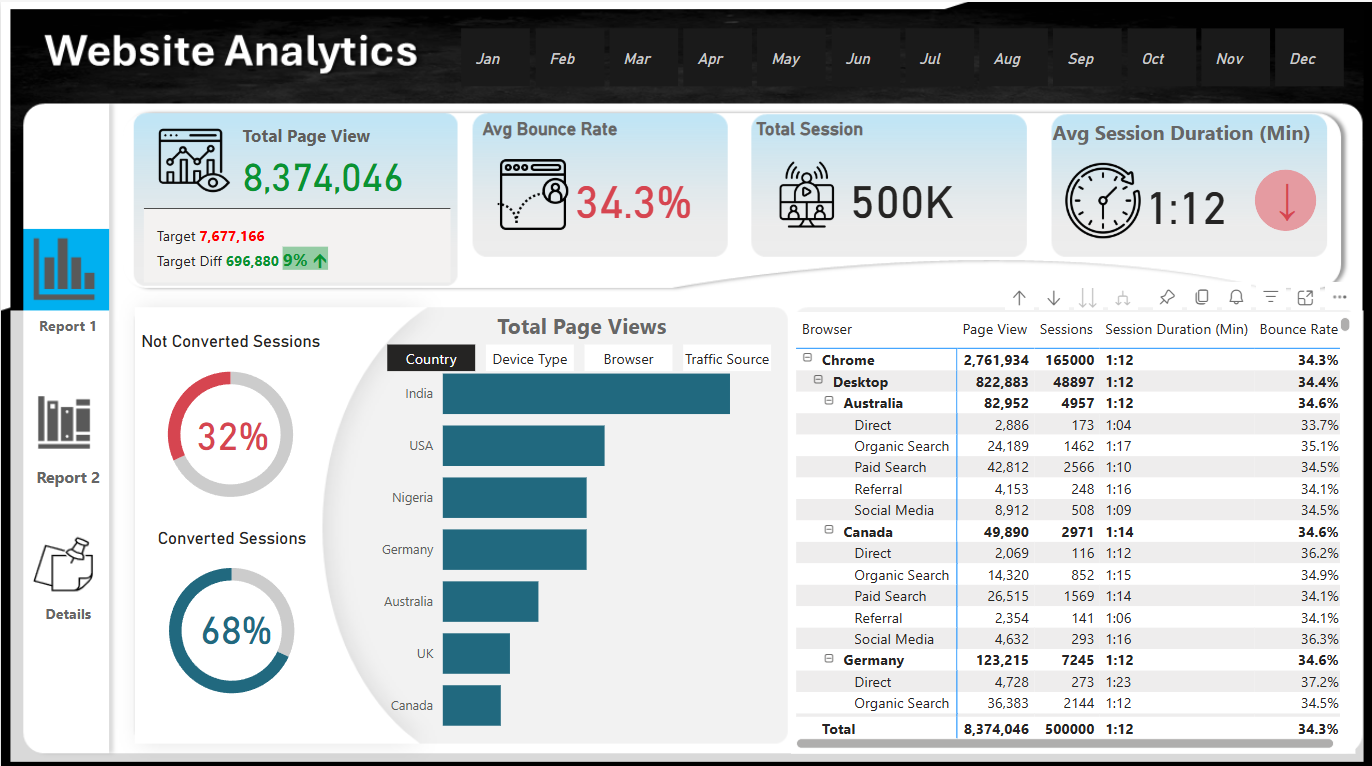 Website Analytics
Jan Feb Mar Apr May Jun Jul Aug Sep Oct Nov Dec
Total Page View
8,374,046
Target 7,677,166
Target Diff 696,880 9% ↑
Avg Bounce Rate
34.3%
Total Session
500K
Avg Session Duration (Min)
1:12
Report 1
Report 2
Details
Not Converted Sessions
32%
Converted Sessions
68%
Total Page Views
Country Device Type Browser Traffic Source
India
USA
Nigeria
Germany
Australia
UK
Canada
Browser Page View Sessions Session Duration (Min) Bounce Rate
Chrome 2,761,934 165000 1:12 34.3%
Desktop 822,883 48897 1:12 34.4%
Australia 82,952 4957 1:12 34.6%
Direct 2,886 173 1:04 33.7%
Organic Search 24,189 1462 1:17 35.1%
Paid Search 42,812 2566 1:10 34.5%
Referral 4,153 248 1:16 34.1%
Social Media 8,912 508 1:09 34.5%
Canada 49,890 2971 1:14 34.6%
Direct 2,069 116 1:12 36.2%
Organic Search 14,320 852 1:15 34.9%
Paid Search 26,515 1569 1:14 34.1%
Referral 2,354 141 1:06 34.1%
Social Media 4,632 293 1:16 36.3%
Germany 123,215 7245 1:12 34.6%
Direct 4,728 273 1:23 37.2%
Organic Search 36,383 2144 1:12 34.5%
Total 8,374,046 500000 1:12 34.3%